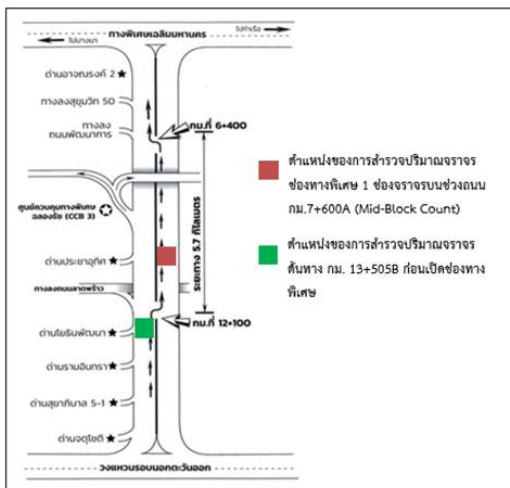 ทางพิเศษเฉลิมมหานคร
ไปบางนา
ไปท่าเรือ
ด่านอาจณรงค์ 2
ทางลงสุขุมวิท 50
ทางลง
ถนนพัฒนาการ
กม.ที่ 6+400
ศูนย์ควบคุมทางพิเศษ
ฉลองรัช (CCB 3)
ระยะทาง 5.7 กิโลเมตร
ด่านประชาอุทิศ
ทางลงถนนลาดพร้าว
กม.ที่ 12+100
ด่านโยธินพัฒนา
ด่านรามอินทรา
ด่านสุขาภิบาล 5-1
ด่านจตุโชติ
วงแหวนรอบนอกตะวันออก
ตำแหน่งของการสำรวจปริมาณจราจร
ช่องทางพิเศษ 1 ช่องจราจรบนช่วงถนน
กม.7+600A (Mid-Block Count)
ตำแหน่งของการสำรวจปริมาณจราจร
ต้นทาง กม. 13+505B ก่อนเปิดช่องทาง
พิเศษ